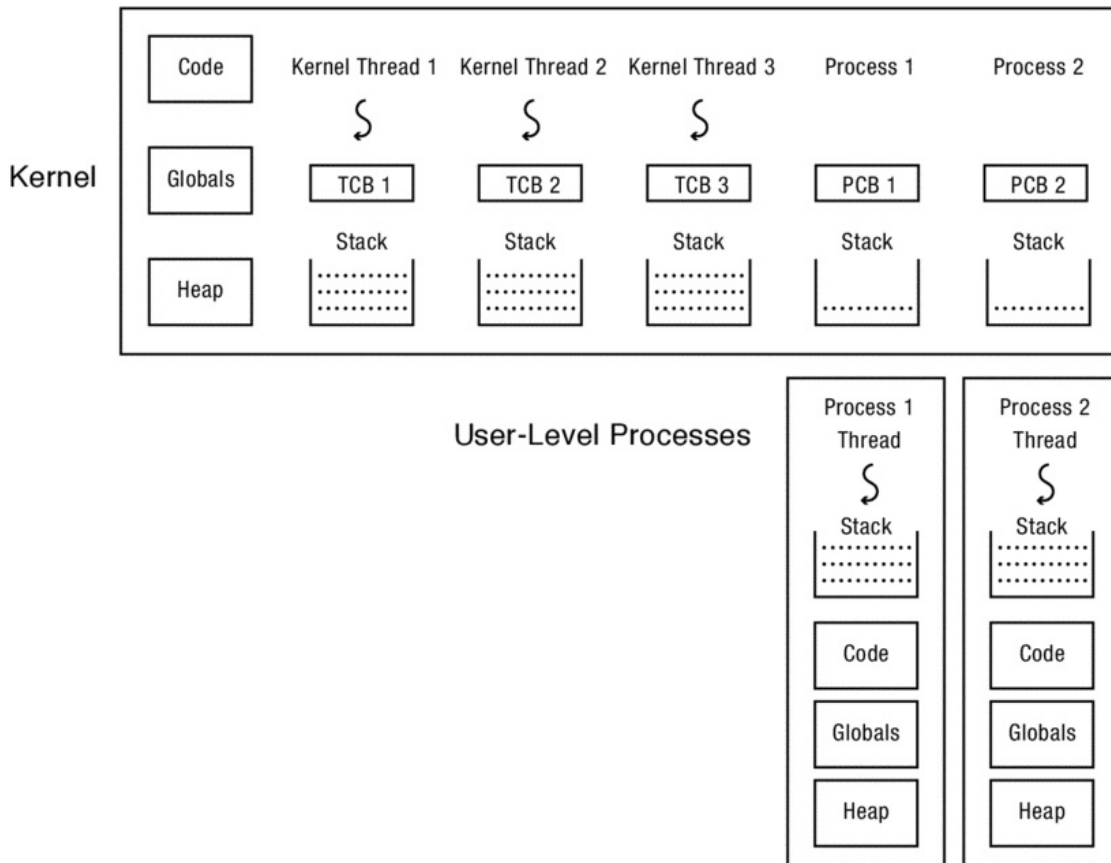 Code Kernel Thread 1 Kernel Thread 2 Kernel Thread 3 Process 1 Process 2
Kernel Globals TCB 1 TCB 2 TCB 3 PCB 1 PCB 2
Stack Stack Stack Stack Stack
Heap
User-Level Processes
Process 1
Thread
Stack
Code
Globals
Heap
Process 2
Thread
Stack
Code
Globals
Heap